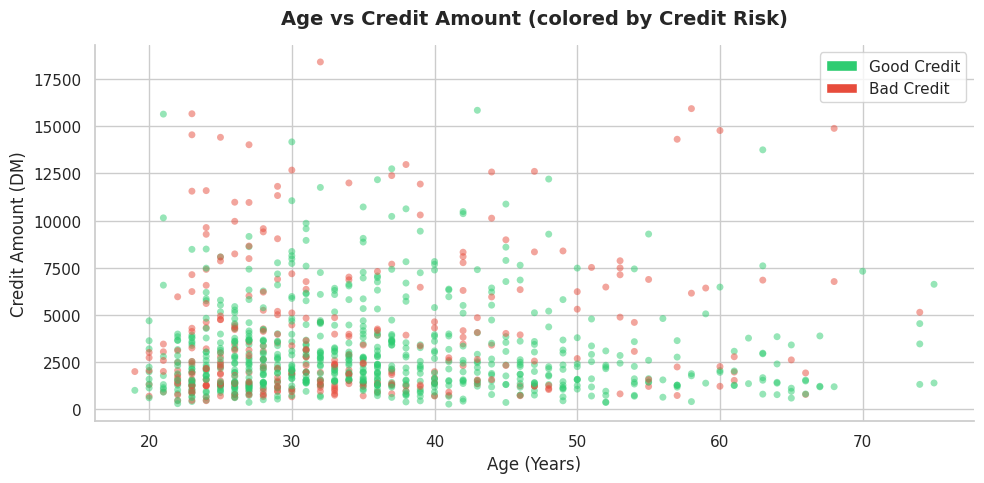 Age vs Credit Amount (colored by Credit Risk)
Good Credit
Bad Credit
Credit Amount (DM)
17500
15000
12500
10000
7500
5000
2500
0
20 30 40 50 60 70
Age (Years)